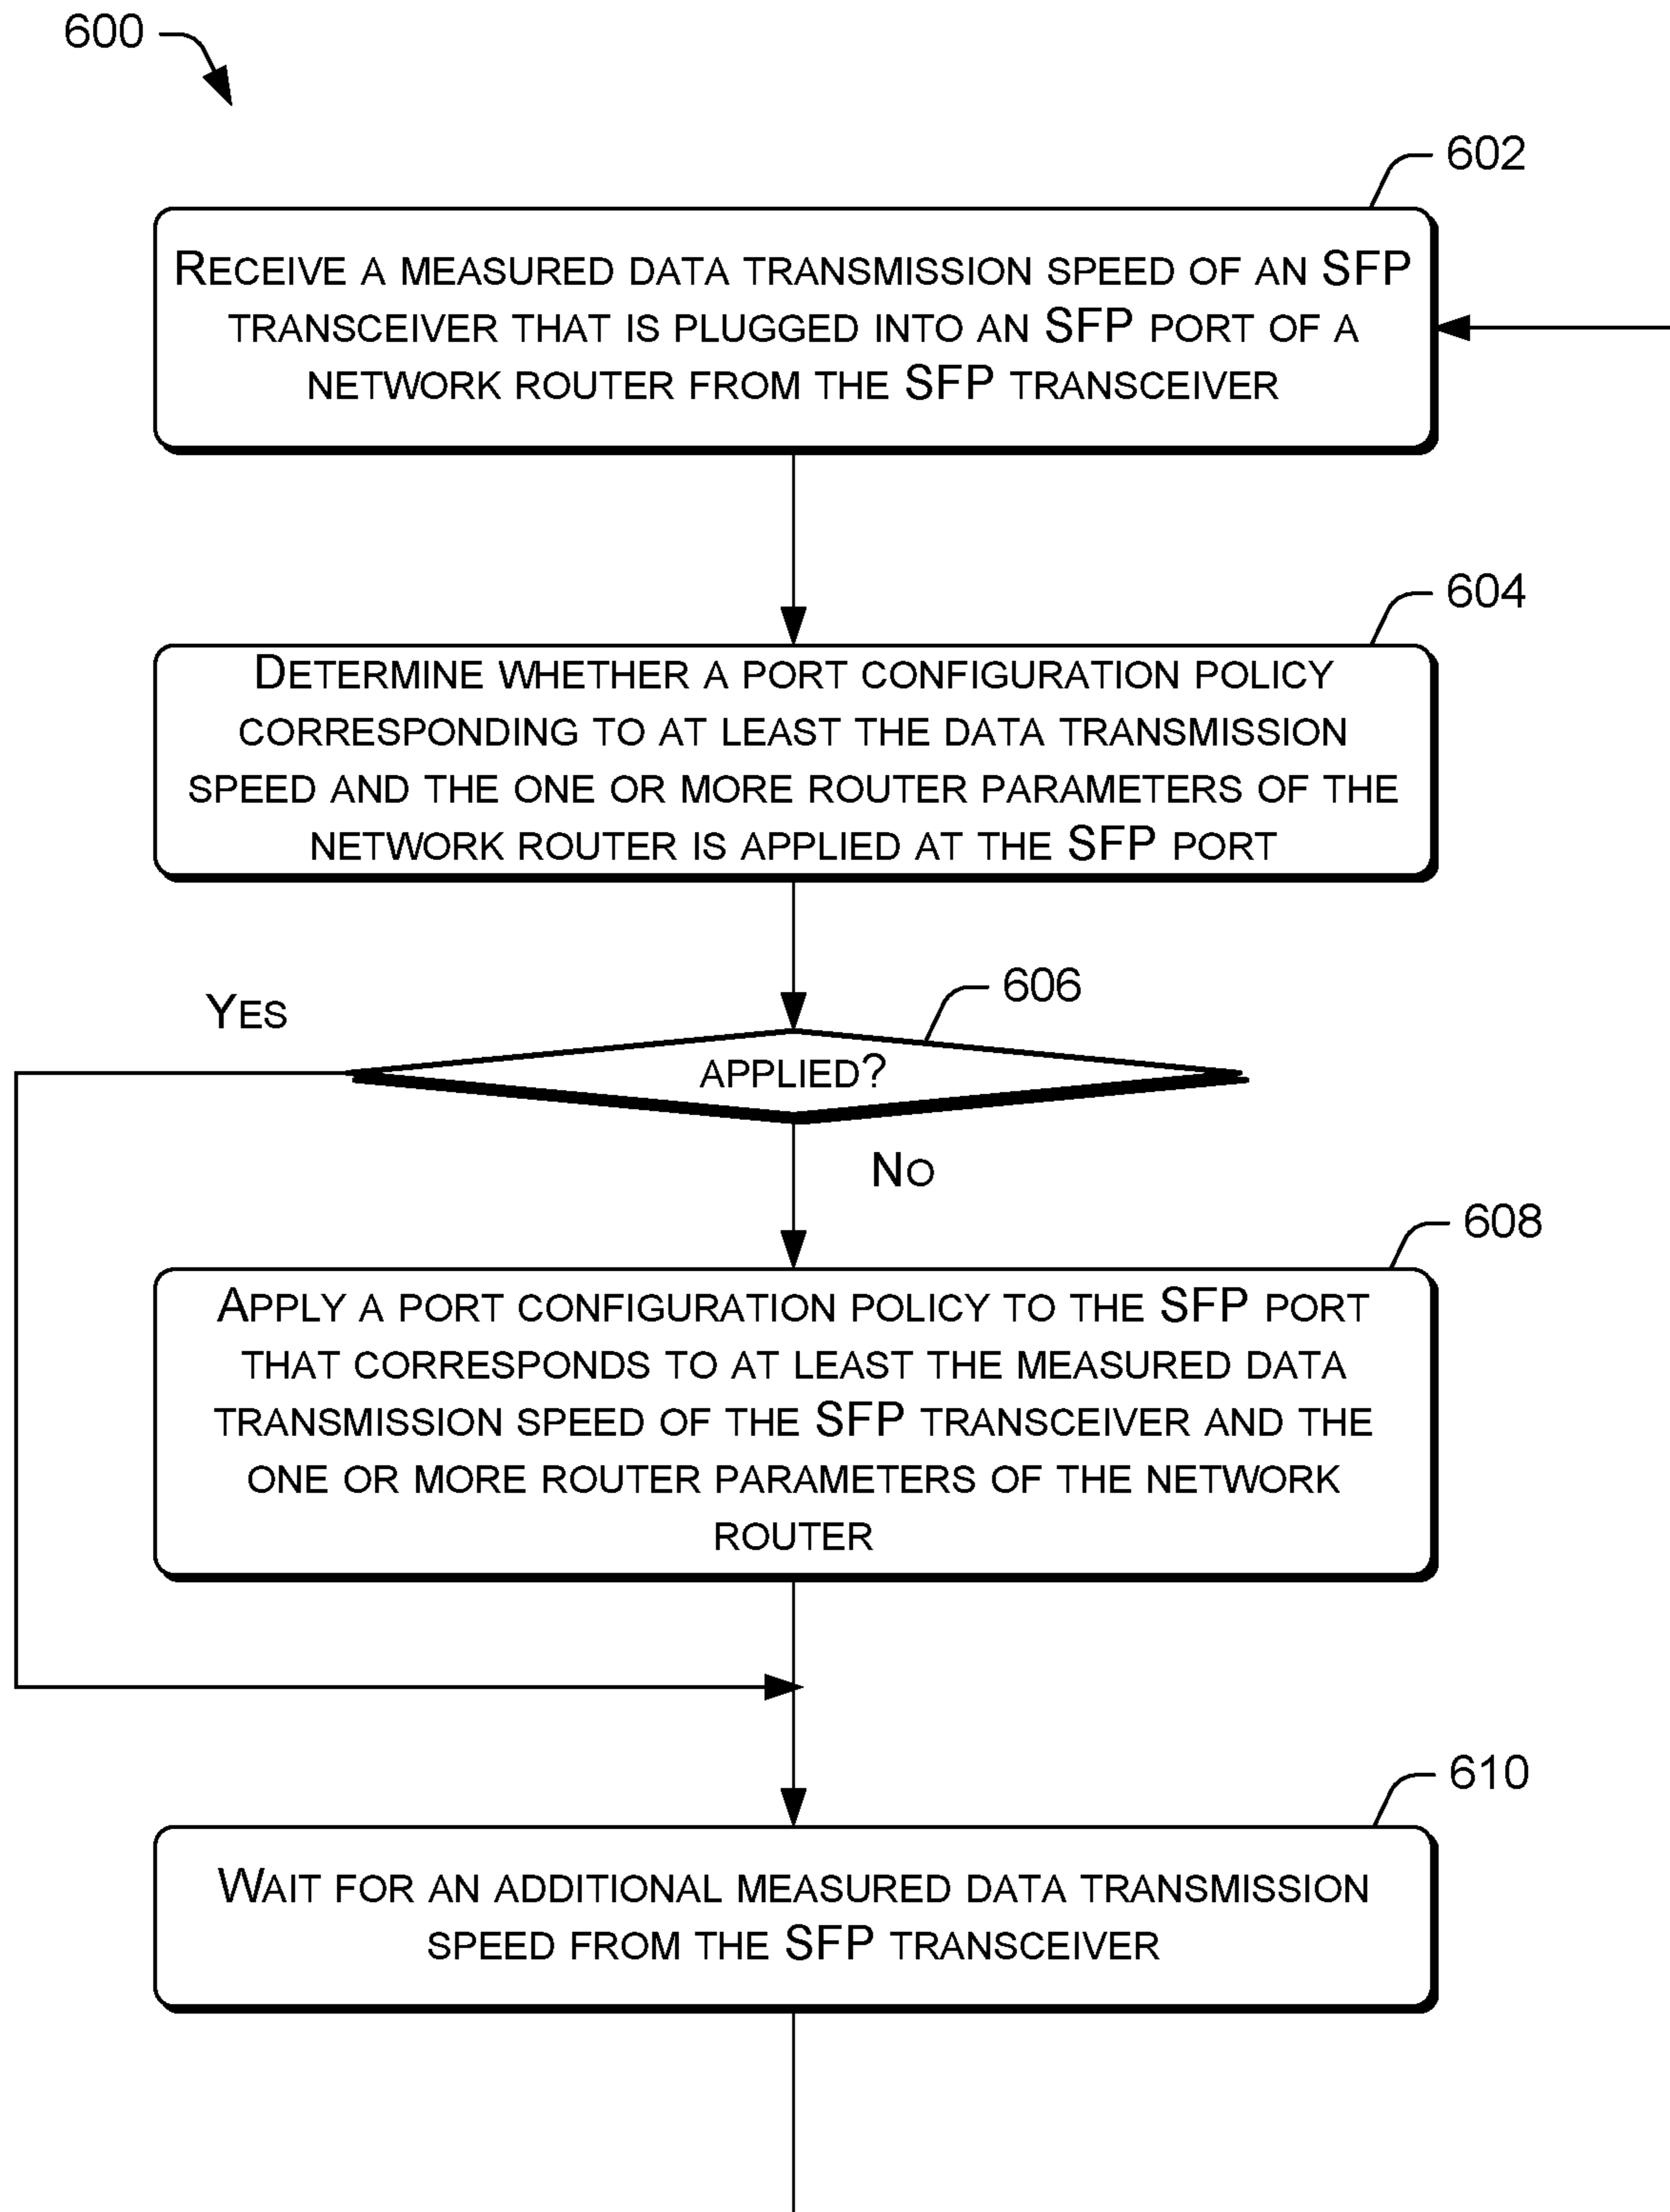 600
602
RECEIVE A MEASURED DATA TRANSMISSION SPEED OF AN SFP
TRANSCEIVER THAT IS PLUGGED INTO AN SFP PORT OF A
NETWORK ROUTER FROM THE SFP TRANSCEIVER
604
DETERMINE WHETHER A PORT CONFIGURATION POLICY
CORRESPONDING TO AT LEAST THE DATA TRANSMISSION
SPEED AND THE ONE OR MORE ROUTER PARAMETERS OF THE
NETWORK ROUTER IS APPLIED AT THE SFP PORT
606
YES
APPLIED?
NO
608
APPLY A PORT CONFIGURATION POLICY TO THE SFP PORT
THAT CORRESPONDS TO AT LEAST THE MEASURED DATA
TRANSMISSION SPEED OF THE SFP TRANSCEIVER AND THE
ONE OR MORE ROUTER PARAMETERS OF THE NETWORK
ROUTER
610
WAIT FOR AN ADDITIONAL MEASURED DATA TRANSMISSION
SPEED FROM THE SFP TRANSCEIVER